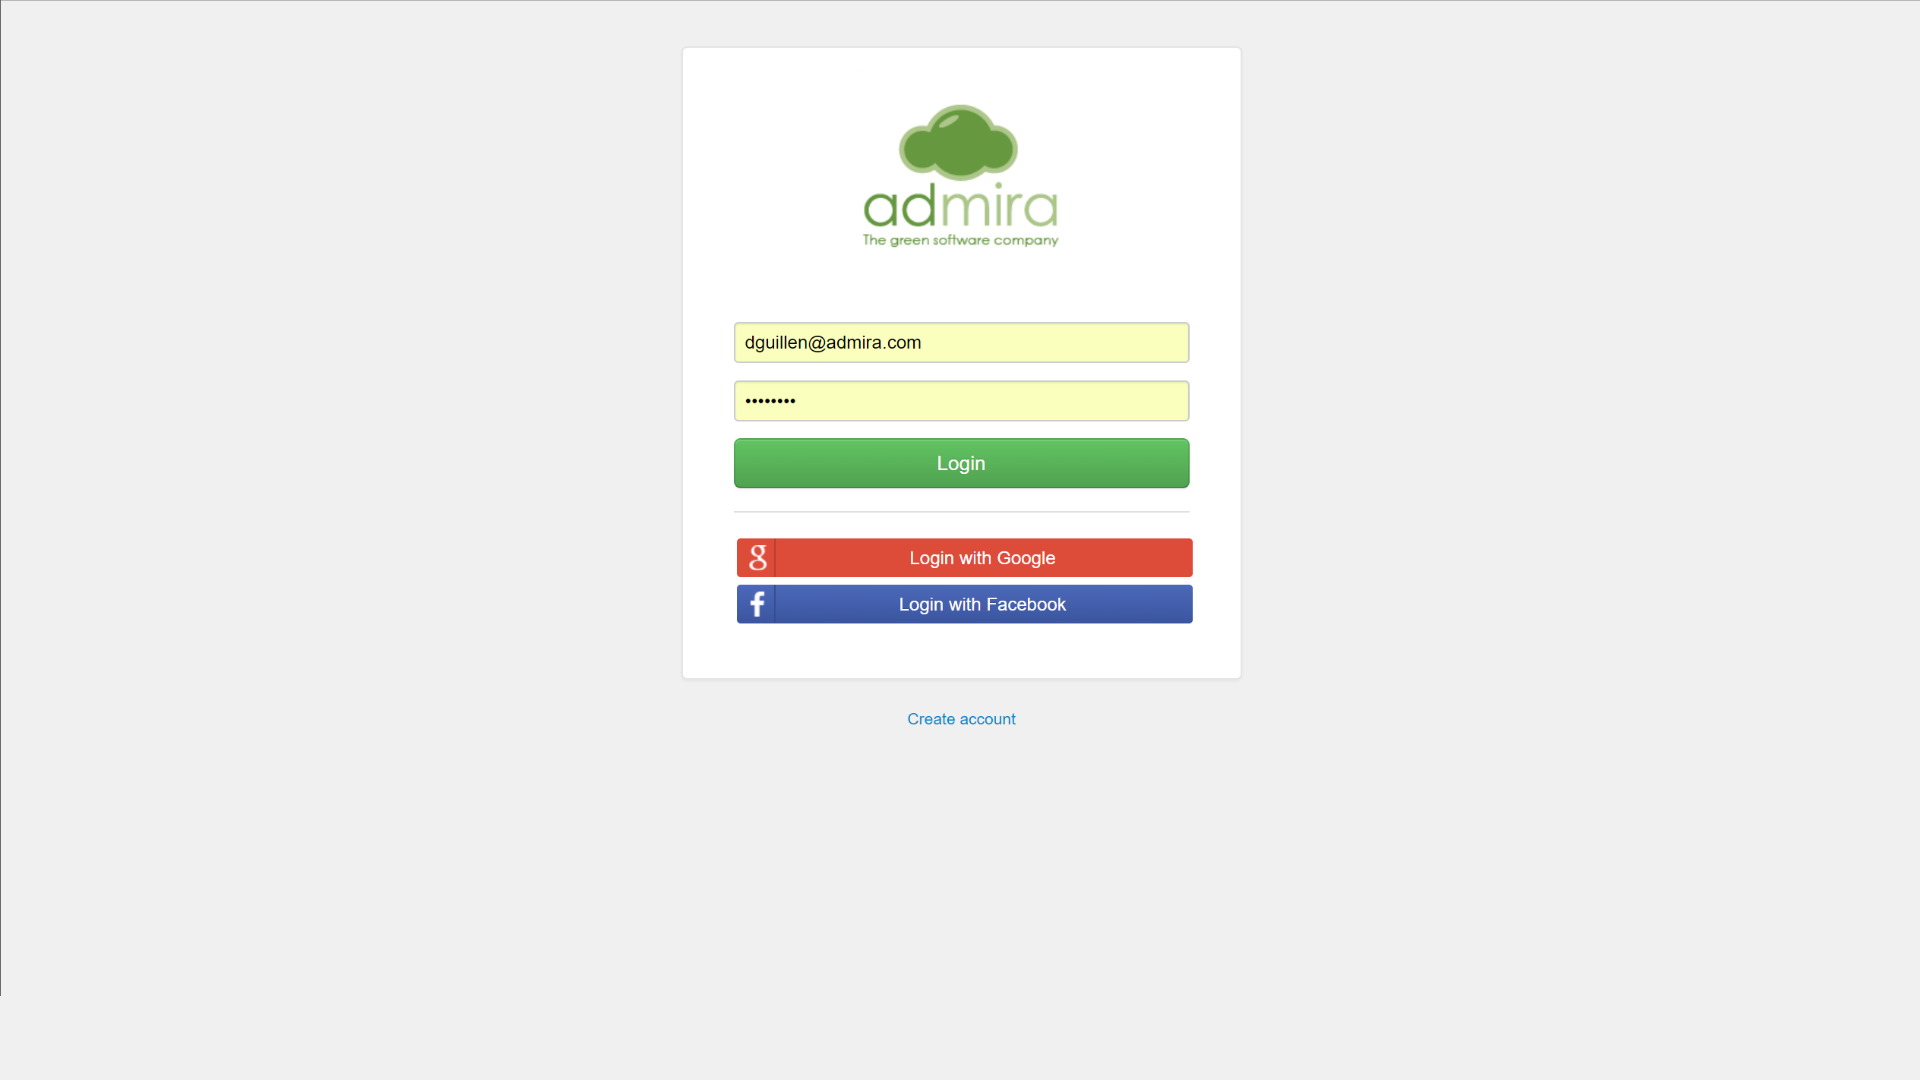 admira
The green software company
dguillen@admira.com
••••••••
Login
Login with Google
Login with Facebook
Create account